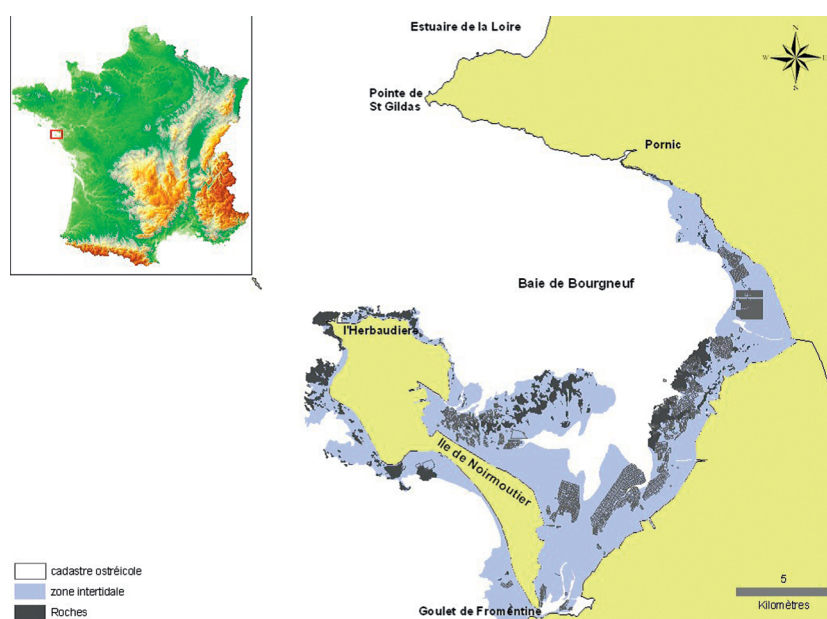 Estuaire de la Loire
N
W
E
S
Pointe de
St Gildas
Pornic
Baie de Bourgneuf
l'Herbaudière
Ile de Noirmoutier
cadastre ostréicole
zone intertidale
Roches
Goulet de Fromentine
5
Kilomètres